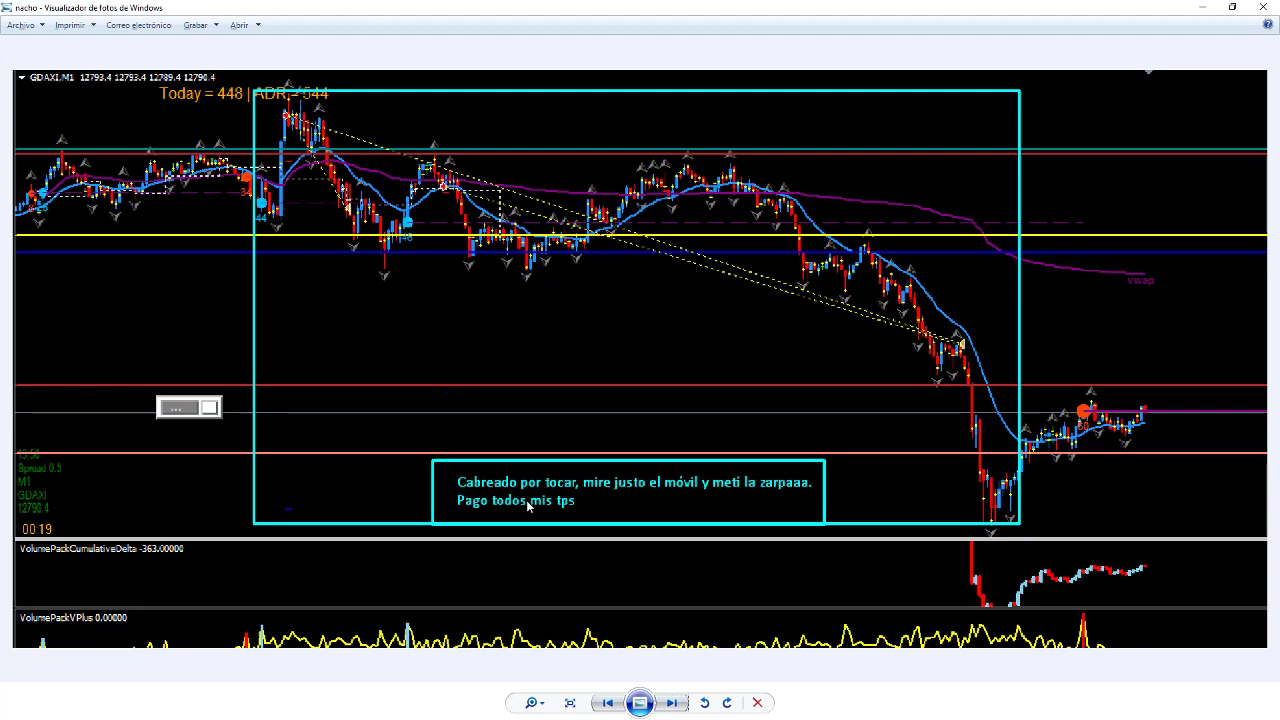 nacho - Visualizador de fotos de Windows
Archivo Imprimir Correo electrónico Grabar Abrir
GDAXI,M1 12793.4 12793.4 12789.4 12790.4
Today = 448 | ADR = 544
44
vwap
60
Spread 0.5
M1
GDAXI
12790.4
00:19
Cabreado por tocar, mire justo el móvil y meti la zarpaaa.
Pago todos mis tps
VolumePackCumulativeDelta -363.00000
VolumePackVPlus 0.00000